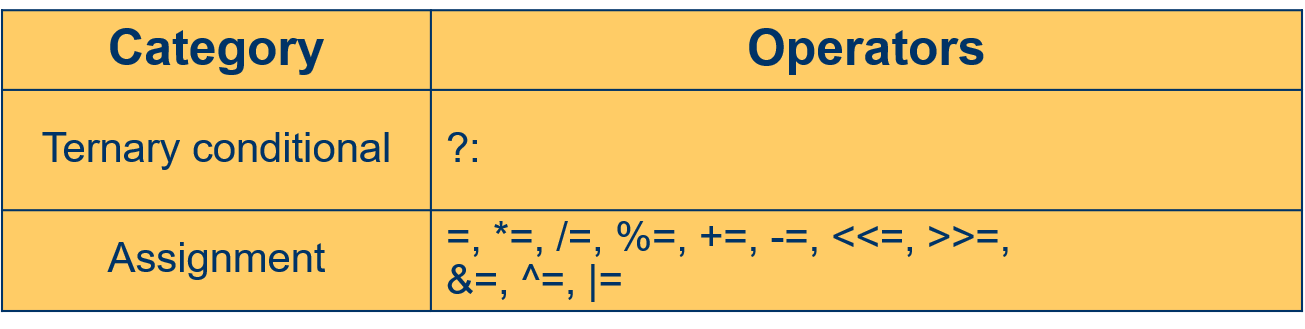 Category Operators
Ternary conditional ?:
Assignment =, *=, /=, %=, +=, -=, <<=, >>=,
&=, ^=, |=